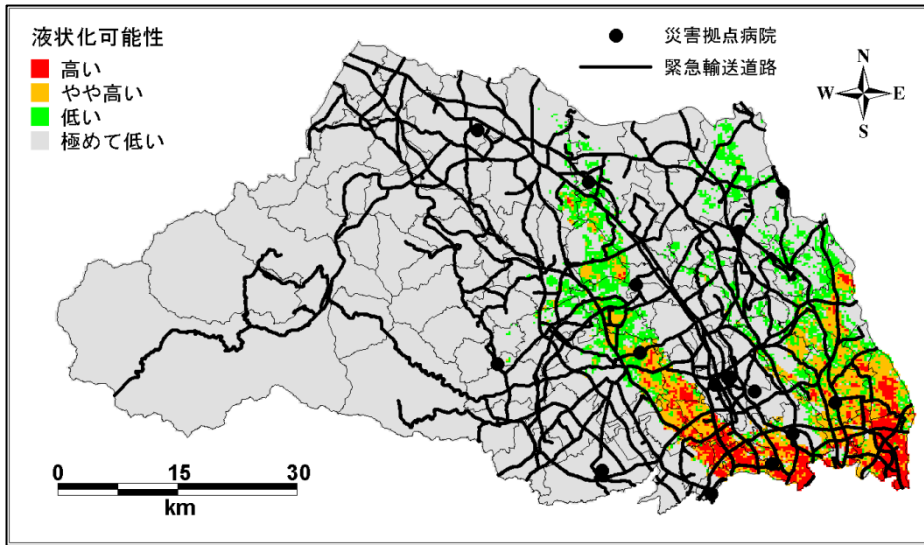 液状化可能性
高い
やや高い
低い
極めて低い
災害拠点病院
緊急輸送道路
N
W E
S
0 15 30
km